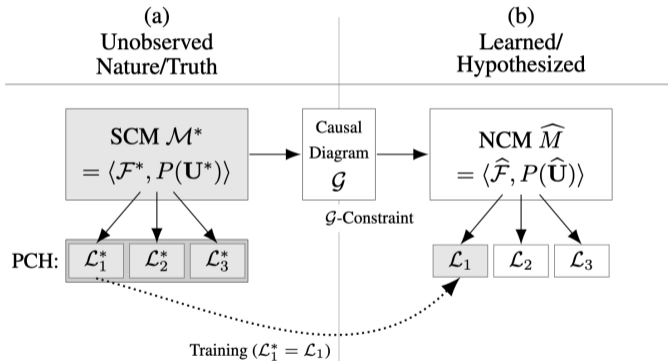 (a)
Unobserved
Nature/Truth
(b)
Learned/
Hypothesized
SCM ℳ*
= ⟨ℱ*, P(U*)⟩
Causal
Diagram
𝒢
NCM M̂
= ⟨ℱ̂, P(Û)⟩
𝒢-Constraint
PCH: ℒ₁* ℒ₂* ℒ₃*
ℒ₁ ℒ₂ ℒ₃
Training (ℒ₁* = ℒ₁)